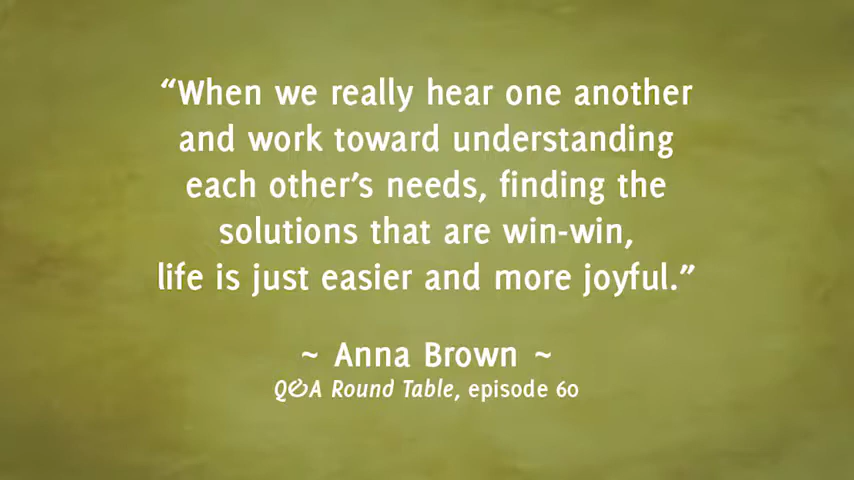 “When we really hear one another
and work toward understanding
each other’s needs, finding the
solutions that are win-win,
life is just easier and more joyful.”
~ Anna Brown ~
Q&A Round Table, episode 60